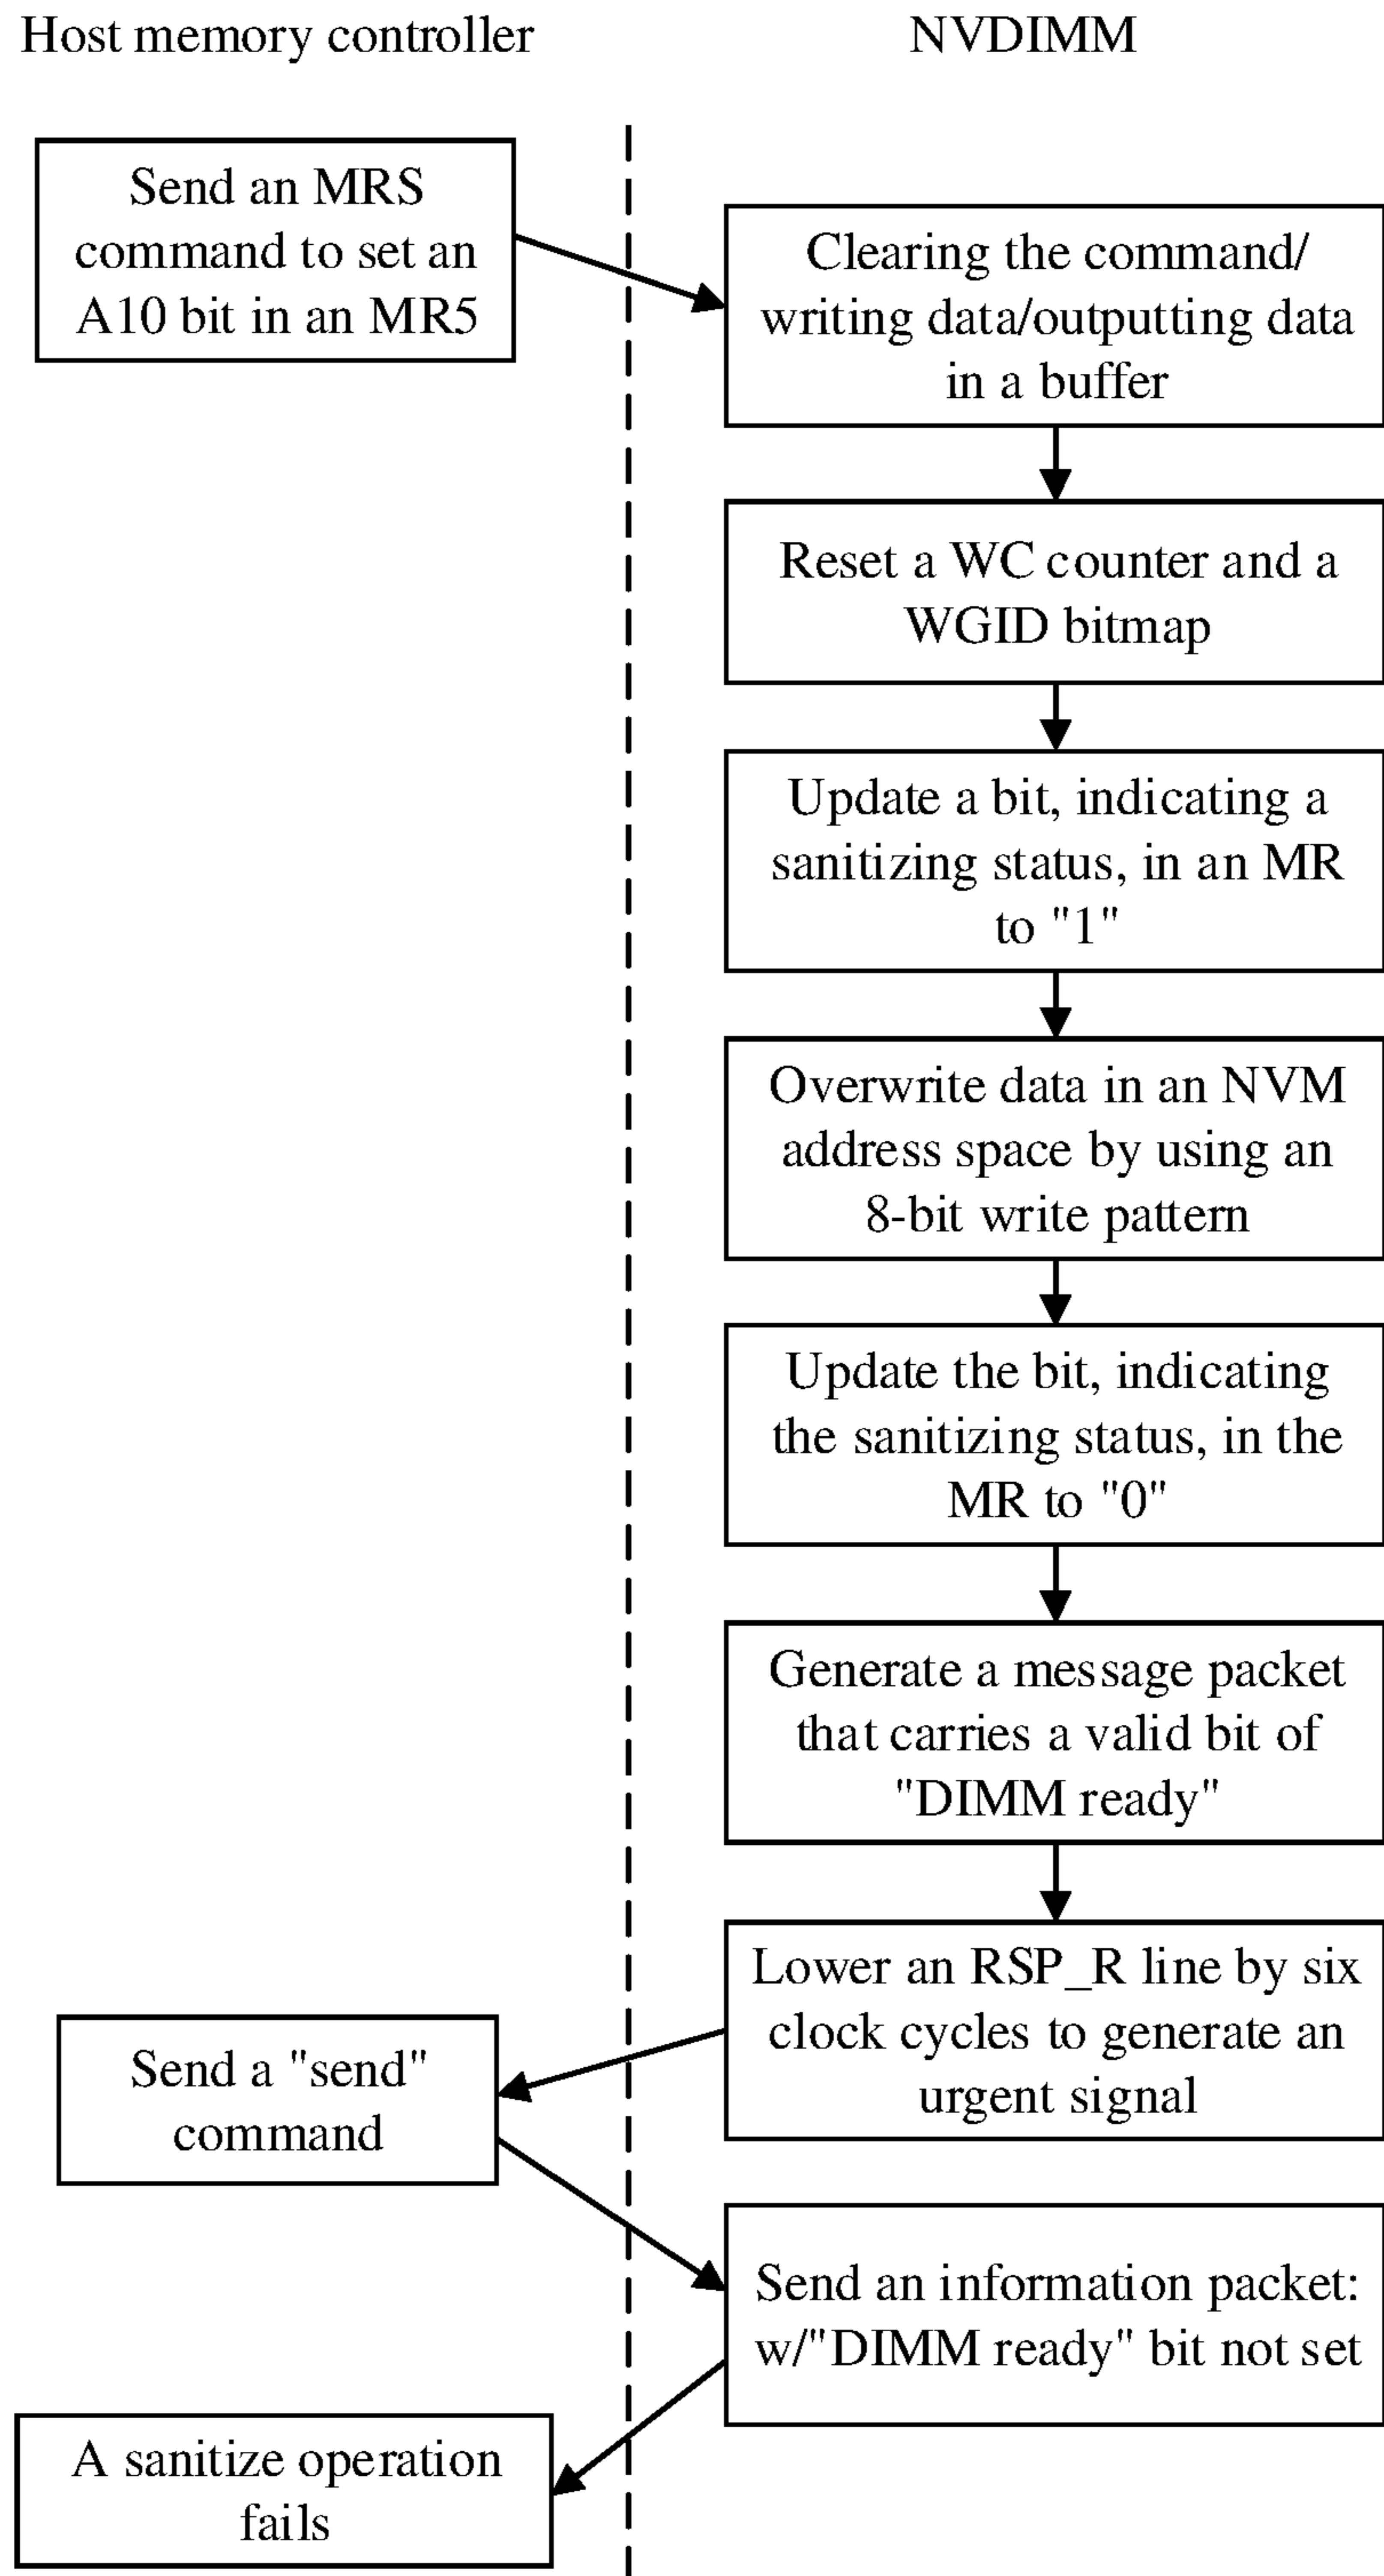 Host memory controller
NVDIMM
Send an MRS
command to set an
A10 bit in an MR5
Clearing the command/
writing data/outputting data
in a buffer
Reset a WC counter and a
WGID bitmap
Update a bit, indicating a
sanitizing status, in an MR
to "1"
Overwrite data in an NVM
address space by using an
8-bit write pattern
Update the bit, indicating
the sanitizing status, in the
MR to "0"
Generate a message packet
that carries a valid bit of
"DIMM ready"
Lower an RSP_R line by six
clock cycles to generate an
urgent signal
Send a "send"
command
Send an information packet:
w/"DIMM ready" bit not set
A sanitize operation
fails